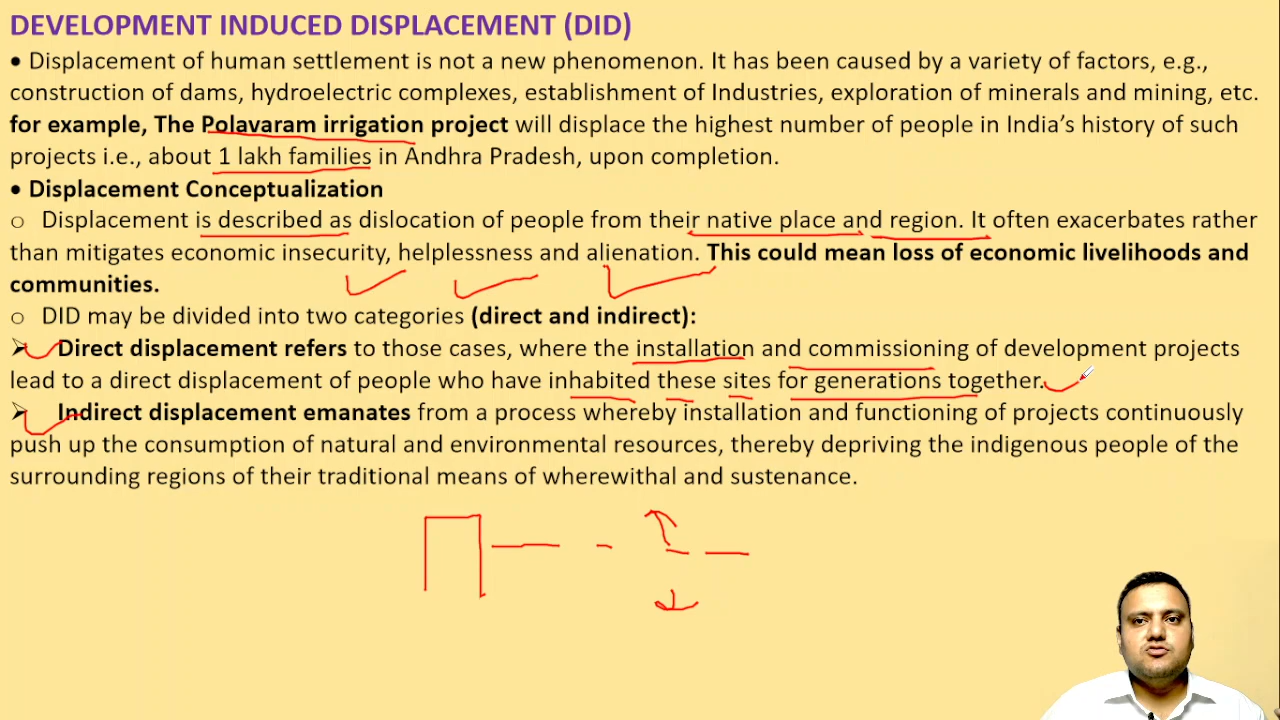 DEVELOPMENT INDUCED DISPLACEMENT (DID)
• Displacement of human settlement is not a new phenomenon. It has been caused by a variety of factors, e.g.,
construction of dams, hydroelectric complexes, establishment of Industries, exploration of minerals and mining, etc.
for example, The Polavaram irrigation project will displace the highest number of people in India’s history of such
projects i.e., about 1 lakh families in Andhra Pradesh, upon completion.
• Displacement Conceptualization
o Displacement is described as dislocation of people from their native place and region. It often exacerbates rather
than mitigates economic insecurity, helplessness and alienation. This could mean loss of economic livelihoods and
communities.
o DID may be divided into two categories (direct and indirect):
➢ Direct displacement refers to those cases, where the installation and commissioning of development projects
lead to a direct displacement of people who have inhabited these sites for generations together.
➢ Indirect displacement emanates from a process whereby installation and functioning of projects continuously
push up the consumption of natural and environmental resources, thereby depriving the indigenous people of the
surrounding regions of their traditional means of wherewithal and sustenance.